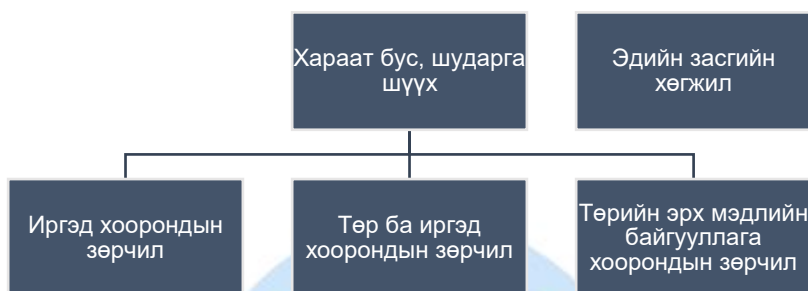 Хараат бус, шударга
шүүх
Эдийн засгийн
хөгжил
Иргэд хоорондын
зөрчил
Төр ба иргэд
хоорондын зөрчил
Төрийн эрх мэдлийн
байгууллага
хоорондын зөрчил